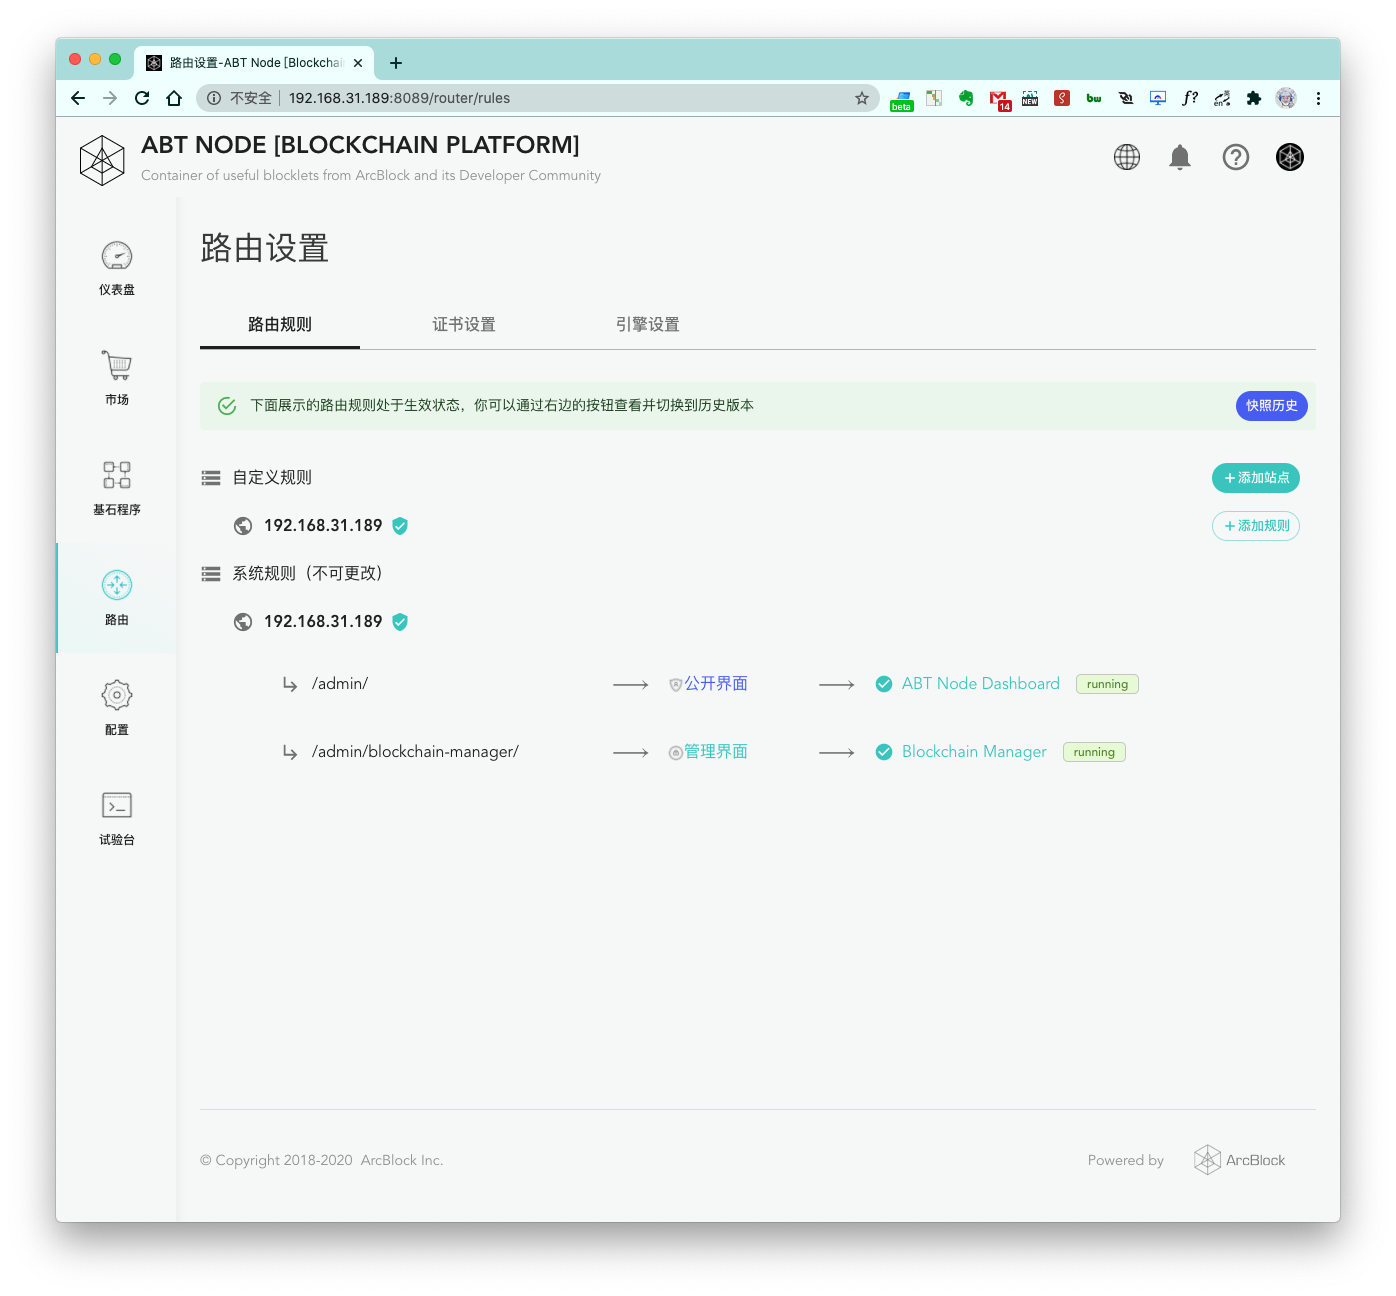 路由设置-ABT Node [Blockchai
不安全 192.168.31.189:8089/router/rules
beta
14
NEW
bw
f?
en
ABT NODE [BLOCKCHAIN PLATFORM]
Container of useful blocklets from ArcBlock and its Developer Community
仪表盘
市场
基石程序
路由
配置
试验台
路由设置
路由规则 证书设置 引擎设置
下面展示的路由规则处于生效状态，你可以通过右边的按钮查看并切换到历史版本 快照历史
自定义规则 +添加站点
192.168.31.189 +添加规则
系统规则（不可更改）
192.168.31.189
/admin/ 公开界面 ABT Node Dashboard running
/admin/blockchain-manager/ 管理界面 Blockchain Manager running
© Copyright 2018-2020 ArcBlock Inc. Powered by ArcBlock